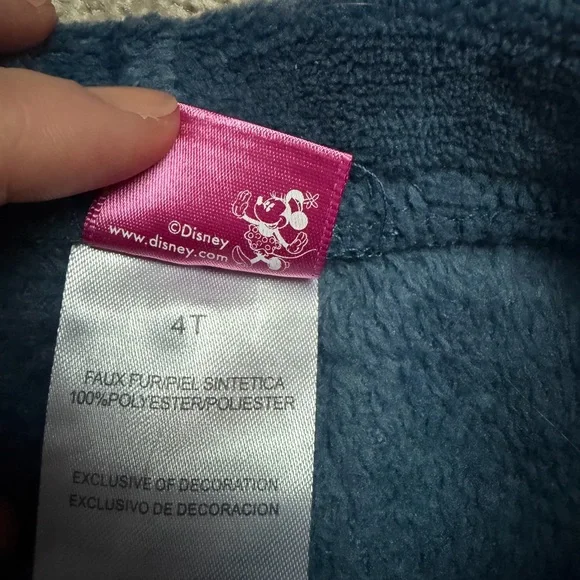 ©Disney
www.disney.com
4T
FAUX FUR/PIEL SINTETICA
100%POLYESTER/POLIESTER
EXCLUSIVE OF DECORATION
EXCLUSIVO DE DECORACION